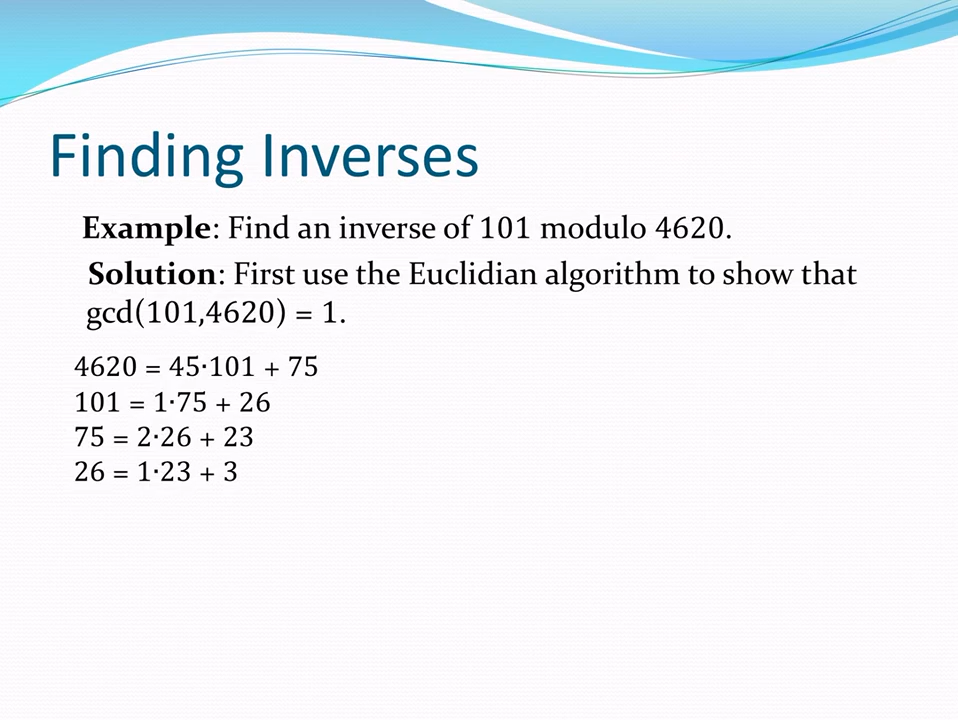 Finding Inverses
Example: Find an inverse of 101 modulo 4620.
Solution: First use the Euclidian algorithm to show that
gcd(101,4620) = 1.
4620 = 45∙101 + 75
101 = 1∙75 + 26
75 = 2∙26 + 23
26 = 1∙23 + 3